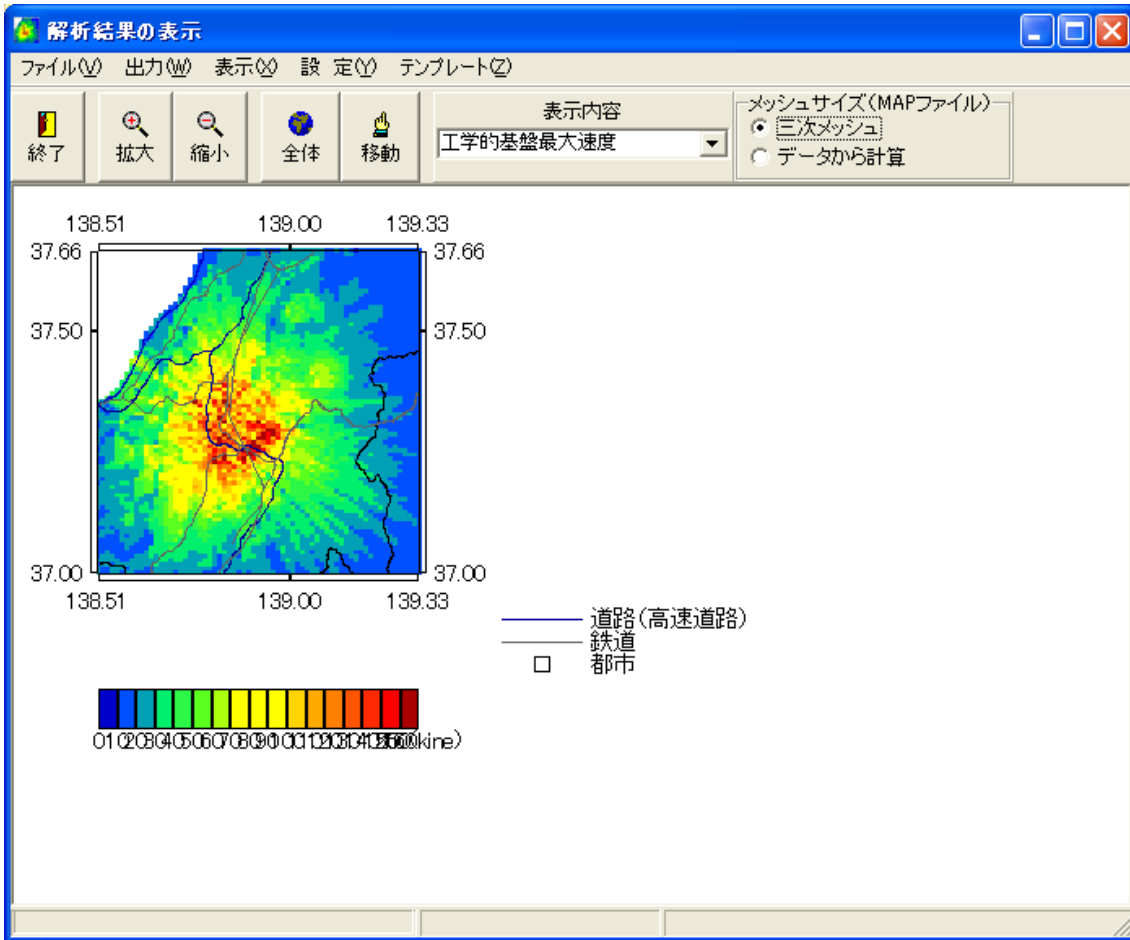 解析結果の表示
ファイル(V) 出力(W) 表示(X) 設 定(Y) テンプレート(Z)
終了 拡大 縮小 全体 移動
表示内容
工学的基盤最大速度
メッシュサイズ(MAPファイル)
三次メッシュ
データから計算
138.51 139.00 139.33
37.66 37.66
37.50 37.50
37.00 37.00
138.51 139.00 139.33
道路(高速道路)
鉄道
都市
kine)